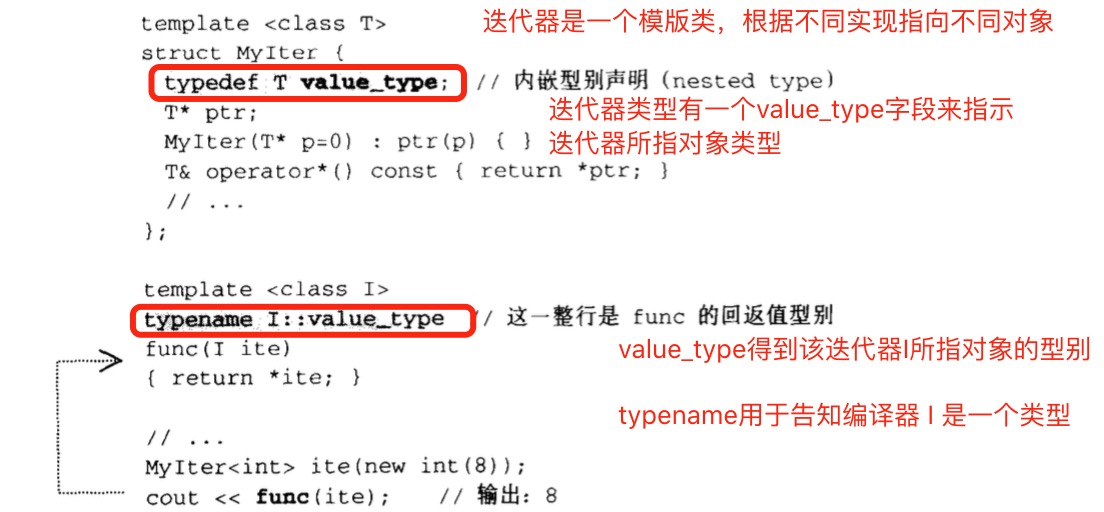 template <class T>
迭代器是一个模版类，根据不同实现指向不同对象
struct MyIter {
typedef T value_type; // 内嵌型别声明 (nested type)
T* ptr;
迭代器类型有一个value_type字段来指示
MyIter(T* p=0) : ptr(p) { }
迭代器所指对象类型
T& operator*() const { return *ptr; }
// ...
};
template <class I>
typename I::value_type // 这一整行是 func 的回返值型别
func(I ite)
value_type得到该迭代器I所指对象的型别
{ return *ite; }
typename用于告知编译器 I 是一个类型
// ...
MyIter<int> ite(new int(8));
cout << func(ite); // 输出：8